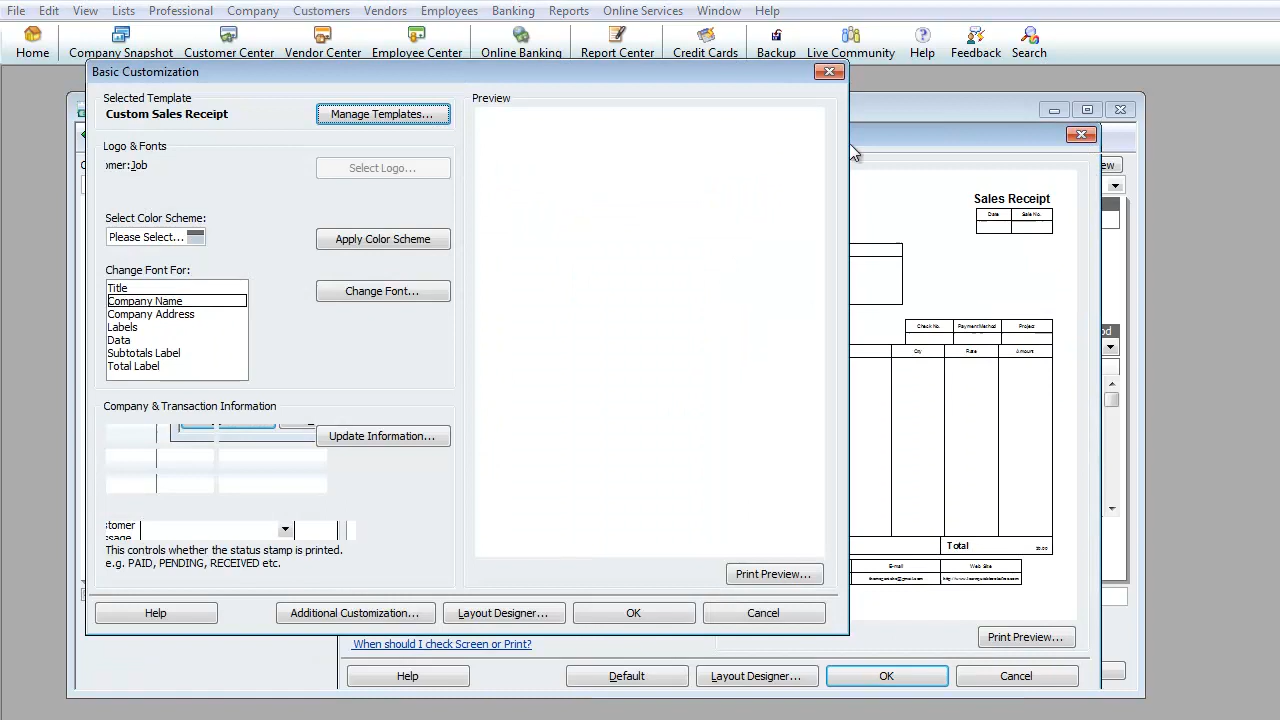 File Edit View Lists Professional Company Customers Vendors Employees Banking Reports Online Services Window Help
Home Company Snapshot Customer Center Vendor Center Employee Center Online Banking Report Center Credit Cards Backup Live Community Help Feedback Search
Basic Customization
Selected Template
Custom Sales Receipt
Manage Templates...
Logo & Fonts
omer:Job
Select Logo...
Select Color Scheme:
Please Select...
Apply Color Scheme
Change Font For:
Title
Company Name
Company Address
Labels
Data
Subtotals Label
Total Label
Change Font...
Company & Transaction Information
Update Information...
tomer
sage
This controls whether the status stamp is printed.
e.g. PAID, PENDING, RECEIVED etc.
Preview
Print Preview...
Help
Additional Customization...
Layout Designer...
OK
Cancel
ew
Sales Receipt
Date Sale No.
Check No. Payment Method Project
Qty Rate Amount
Total $0.00
E-mail Web Site
od
Print Preview...
When should I check Screen or Print?
Help
Default
Layout Designer...
OK
Cancel